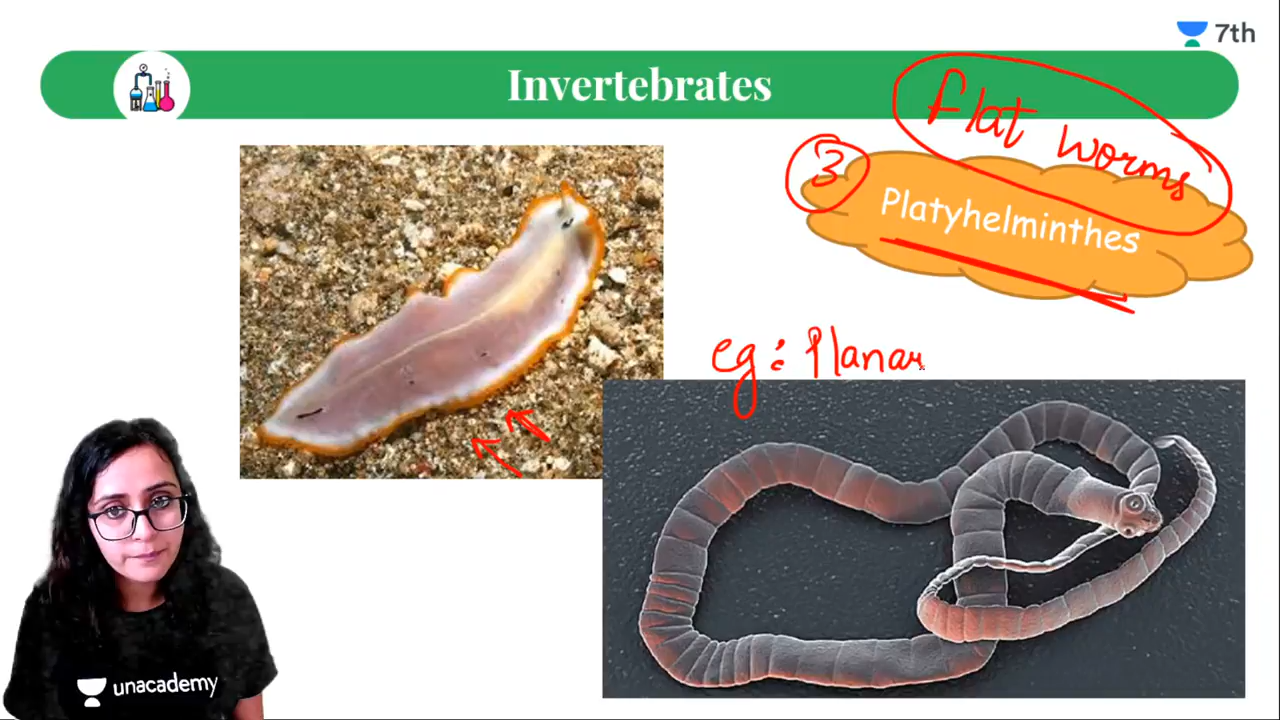 7th
Invertebrates
flat worms
3
Platyhelminthes
eg : Planar
unacademy